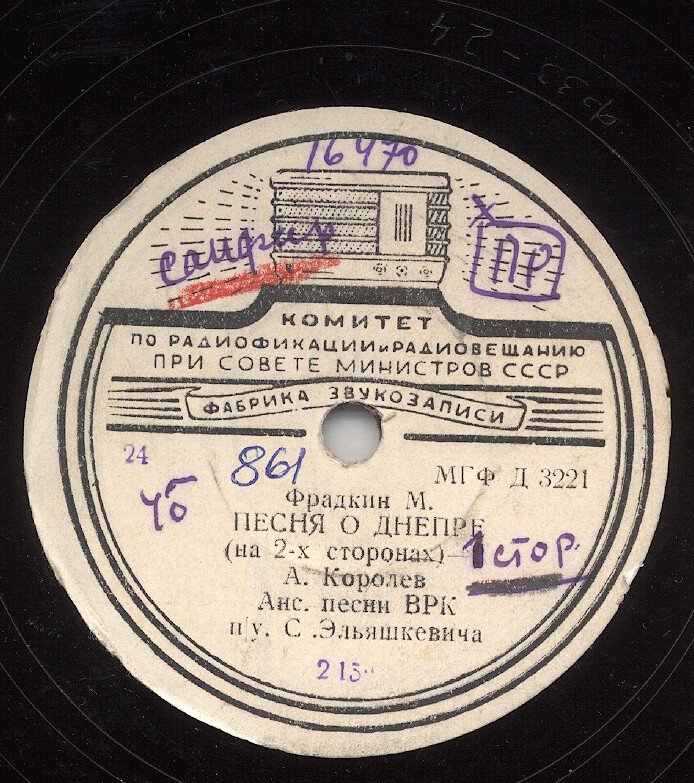 16470
сапфир
ПР
КОМИТЕТ
ПО РАДИОФИКАЦИИ и РАДИОВЕЩАНИЮ
ПРИ СОВЕТЕ МИНИСТРОВ СССР
ФАБРИКА ЗВУКОЗАПИСИ
24
861
МГФ Д 3221
Фрадкин М.
ПЕСНЯ О ДНЕПРЕ
(на 2-х сторонах)—
1 стор.
А. Королев
Анс. песни ВРК
п/у. С .Эльяшкевича